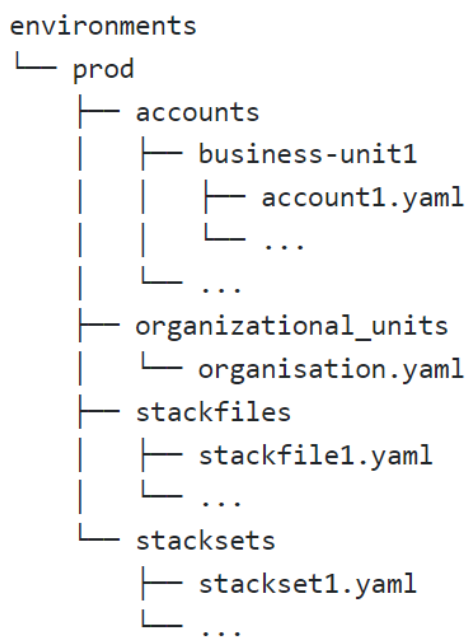 environments
└── prod
    ├── accounts
    │   ├── business-unit1
    │   │   ├── account1.yaml
    │   │   └── ...
    │   └── ...
    ├── organizational_units
    │   └── organisation.yaml
    ├── stackfiles
    │   ├── stackfile1.yaml
    │   └── ...
    └── stacksets
        ├── stackset1.yaml
        └── ...